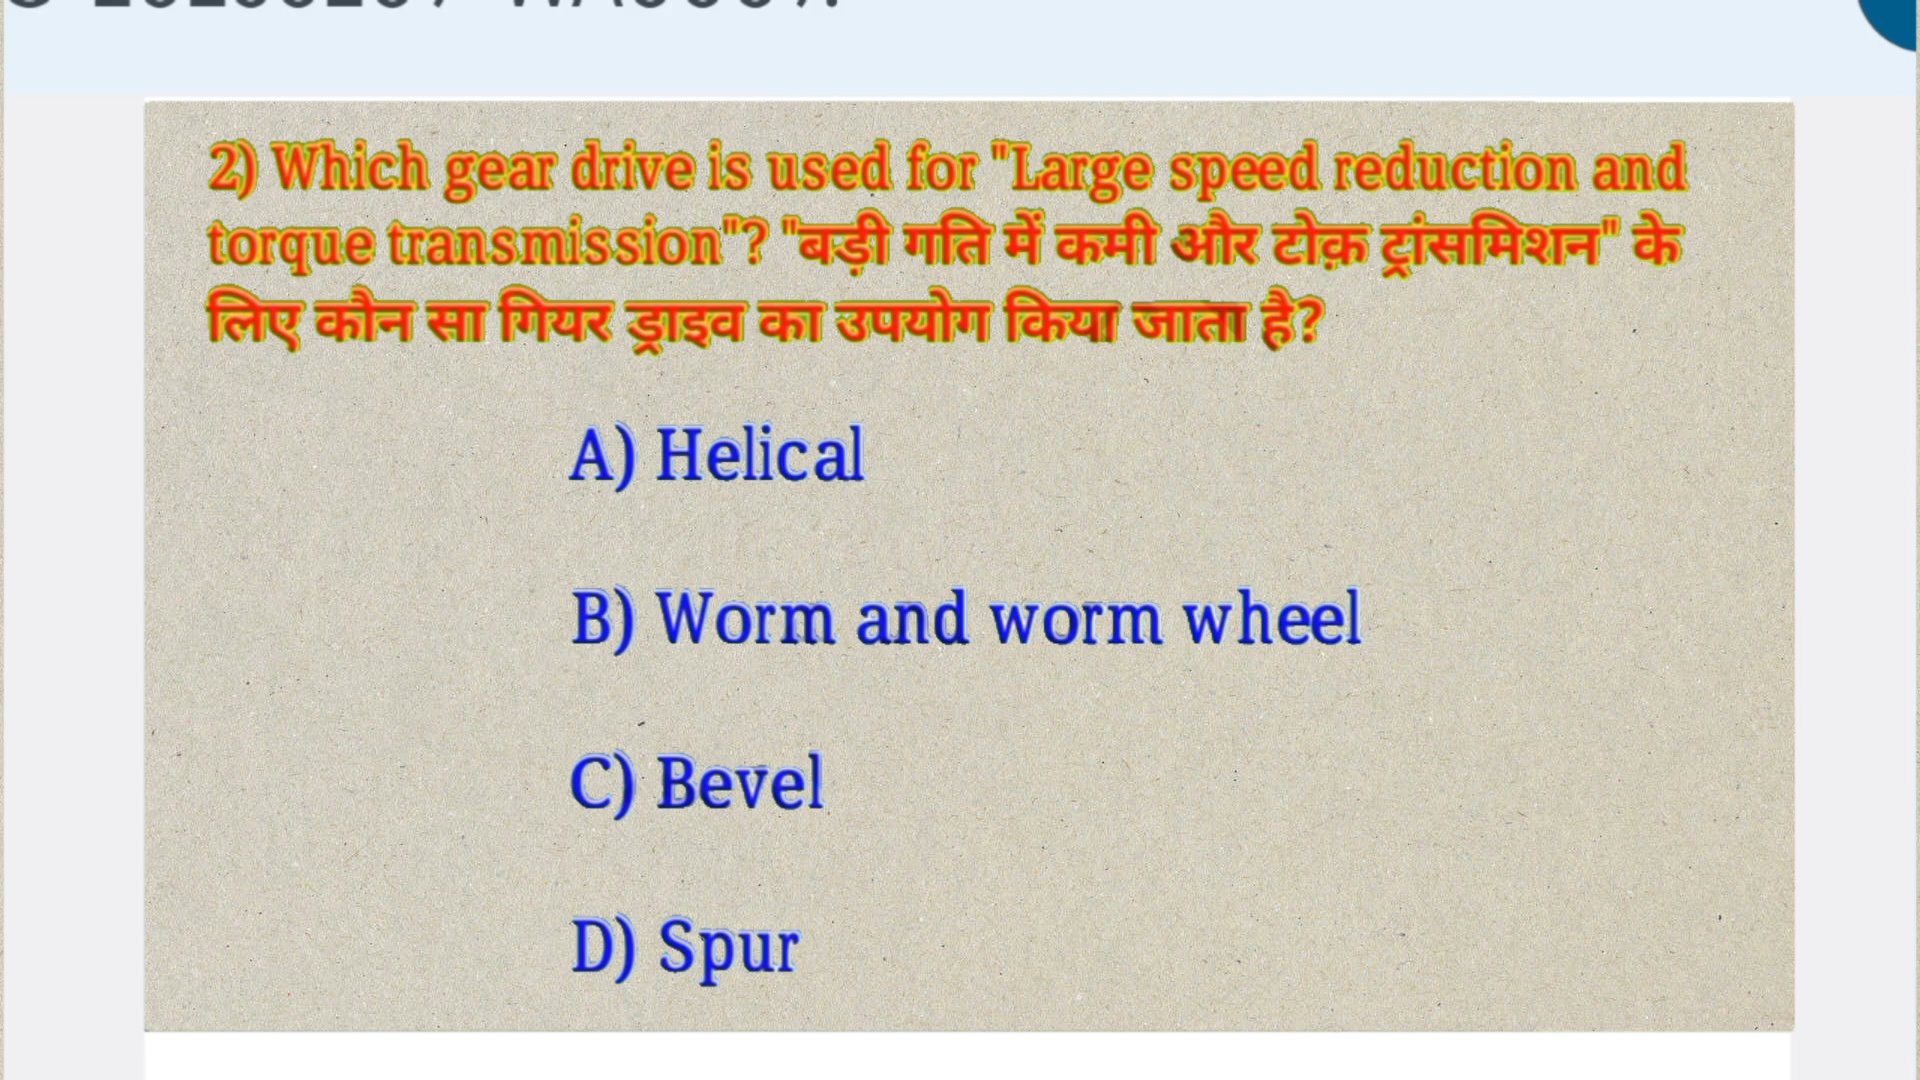 2) Which gear drive is used for "Large speed reduction and
torque transmission"? "बड़ी गति में कमी और टोक़ ट्रांसमिशन" के
लिए कौन सा गियर ड्राइव का उपयोग किया जाता है?
A) Helical
B) Worm and worm wheel
C) Bevel
D) Spur